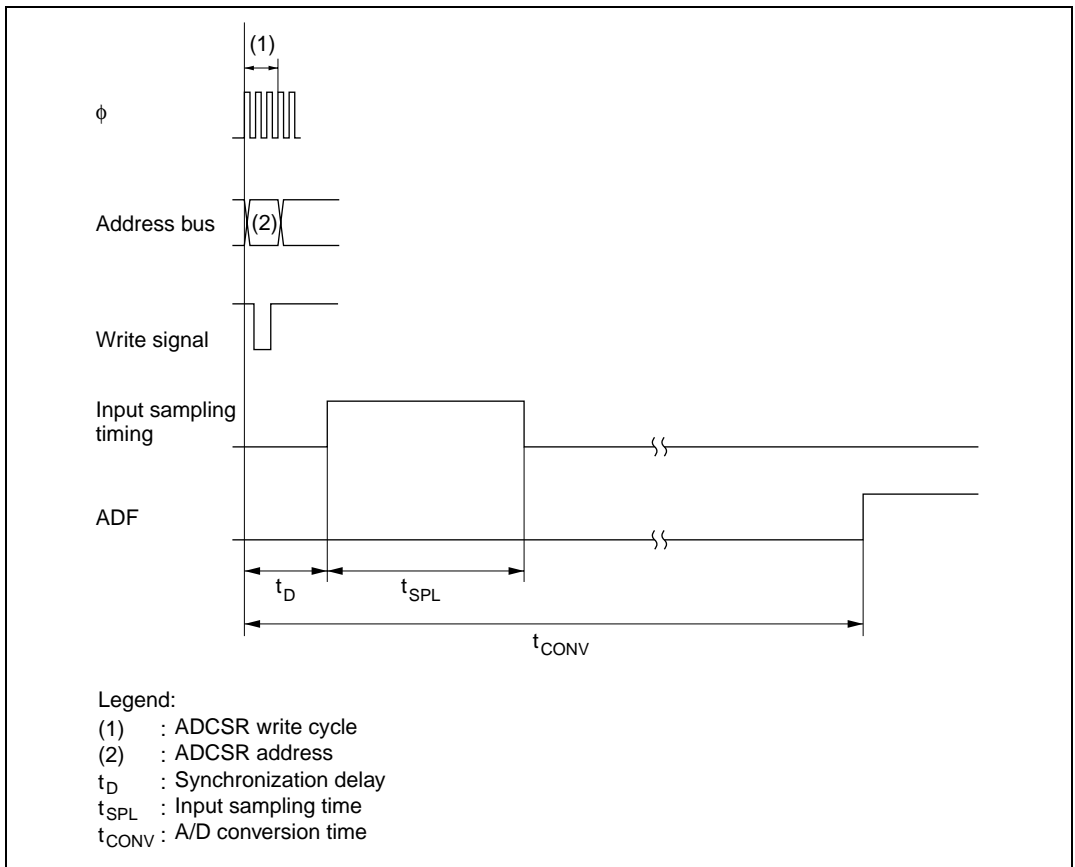 (1)
ϕ
Address bus
(2)
Write signal
Input sampling
timing
ADF
tD
tSPL
tCONV
Legend:
(1) : ADCSR write cycle
(2) : ADCSR address
tD : Synchronization delay
tSPL : Input sampling time
tCONV : A/D conversion time